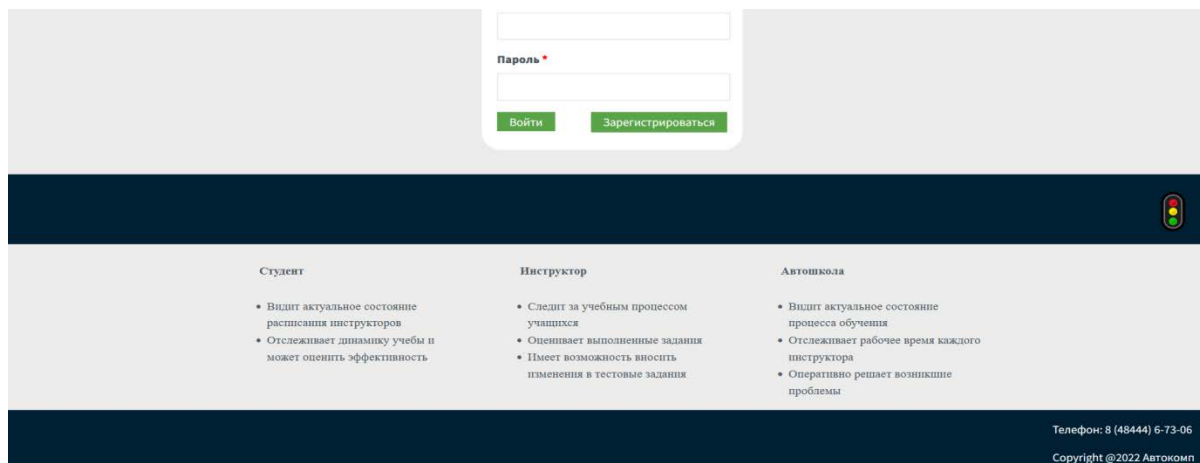 Пароль *
Войти
Зарегистрироваться
Студент
• Видит актуальное состояние
расписания инструкторов
• Отслеживает динамику учебы и
может оценить эффективность
Инструктор
• Следит за учебным процессом
учащихся
• Оценивает выполненные задания
• Имеет возможность вносить
изменения в тестовые задания
Автошкола
• Видит актуальное состояние
процесса обучения
• Отслеживает рабочее время каждого
инструктора
• Оперативно решает возникшие
проблемы
Телефон: 8 (48444) 6-73-06
Copyright @2022 Автокомп